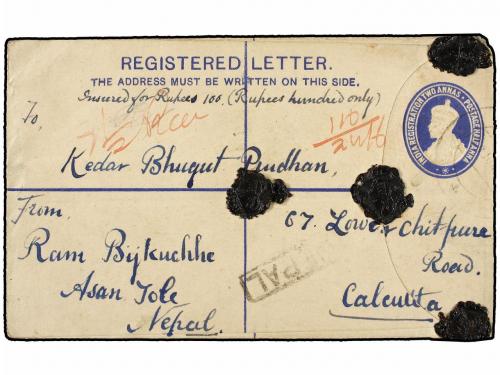 REGISTERED LETTER.
THE ADDRESS MUST BE WRITTEN ON THIS SIDE.
Insured for Rupees 100. (Rupees hundred only)
To,
Kedar Bhugut Prudhan,
67. Lower chitpure
Road.
Calcutta
From,
Ram Bijkuchhe
Asan Tole
Nepal.
NEPAL
INDIA REGISTRATION TWO ANNAS
POSTAGE HALF ANNA